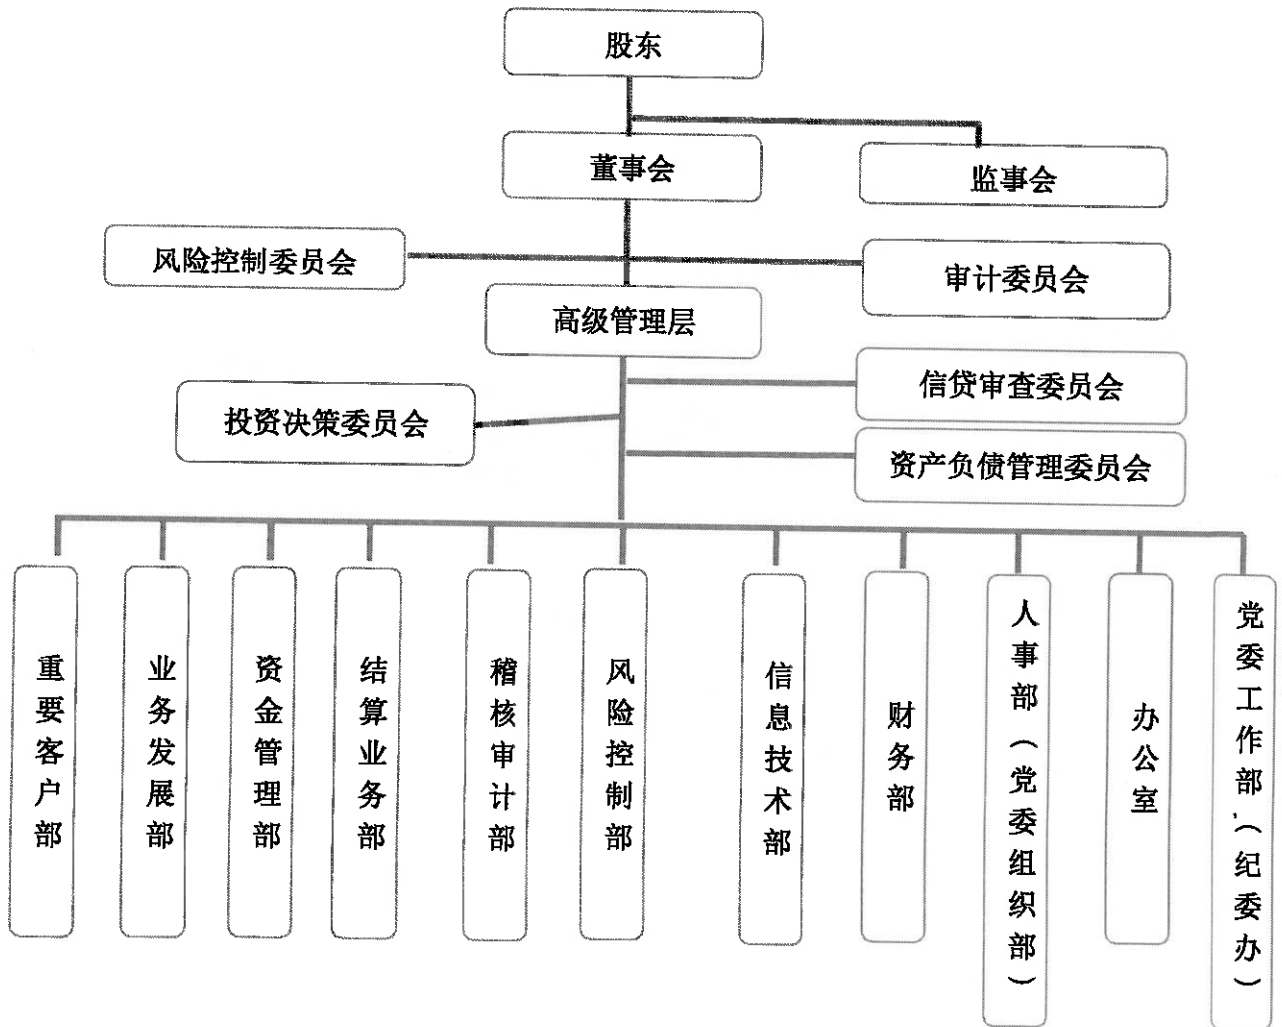 股东
董事会
监事会
风险控制委员会
审计委员会
高级管理层
信贷审查委员会
投资决策委员会
资产负债管理委员会
重要客户部
业务发展部
资金管理部
结算业务部
稽核审计部
风险控制部
信息技术部
财务部
人事部（党委组织部）
办公室
党委工作部（纪委办）